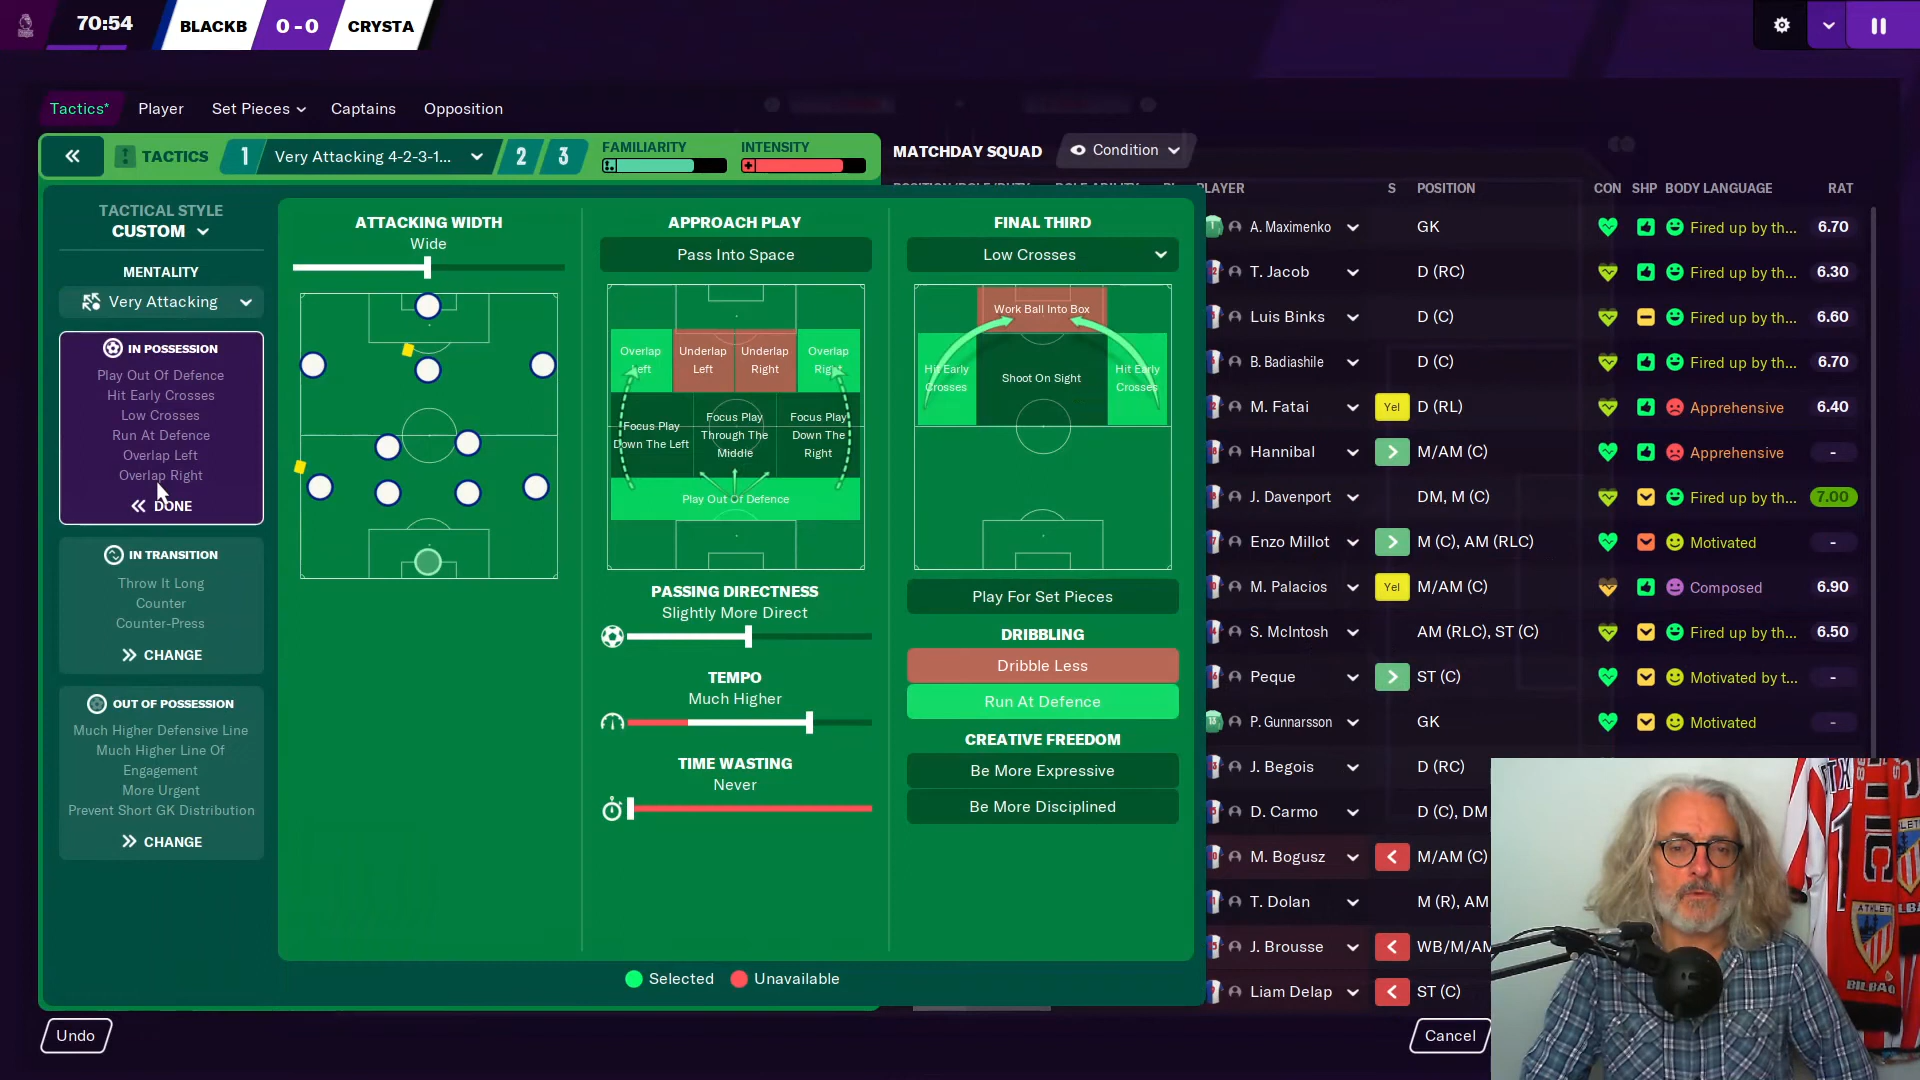 70:54
BLACKB 0 - 0 CRYSTA
Tactics* Player Set Pieces Captains Opposition
TACTICS 1 Very Attacking 4-2-3-1... 2 3
FAMILIARITY
INTENSITY
MATCHDAY SQUAD Condition
TACTICAL STYLE
CUSTOM
MENTALITY
Very Attacking
IN POSSESSION
Play Out Of Defence
Hit Early Crosses
Low Crosses
Run At Defence
Overlap Left
Overlap Right
DONE
IN TRANSITION
Throw It Long
Counter
Counter-Press
CHANGE
OUT OF POSSESSION
Much Higher Defensive Line
Much Higher Line Of
Engagement
More Urgent
Prevent Short GK Distribution
CHANGE
ATTACKING WIDTH
Wide
APPROACH PLAY
Pass Into Space
Overlap Left
Underlap Left
Underlap Right
Overlap Right
Focus Play Down The Left
Focus Play Through The Middle
Focus Play Down The Right
Play Out Of Defence
PASSING DIRECTNESS
Slightly More Direct
TEMPO
Much Higher
TIME WASTING
Never
FINAL THIRD
Low Crosses
Work Ball Into Box
Hit Early Crosses
Shoot On Sight
Hit Early Crosses
Play For Set Pieces
DRIBBLING
Dribble Less
Run At Defence
CREATIVE FREEDOM
Be More Expressive
Be More Disciplined
Selected Unavailable
PLAYER S POSITION CON SHP BODY LANGUAGE RAT
A. Maximenko GK Fired up by th... 6.70
T. Jacob D (RC) Fired up by th... 6.30
Luis Binks D (C) Fired up by th... 6.60
B. Badiashile D (C) Fired up by th... 6.70
M. Fatai Yel D (RL) Apprehensive 6.40
Hannibal M/AM (C) Apprehensive -
J. Davenport DM, M (C) Fired up by th... 7.00
Enzo Millot M (C), AM (RLC) Motivated -
M. Palacios Yel M/AM (C) Composed 6.90
S. McIntosh AM (RLC), ST (C) Fired up by th... 6.50
Peque ST (C) Motivated by t... -
P. Gunnarsson GK Motivated -
J. Begois D (RC)
D. Carmo D (C), DM
M. Bogusz M/AM (C)
T. Dolan M (R), AM
J. Brousse WB/M/AM
Liam Delap ST (C)
Undo
Cancel
ATHLETI
BILBAO